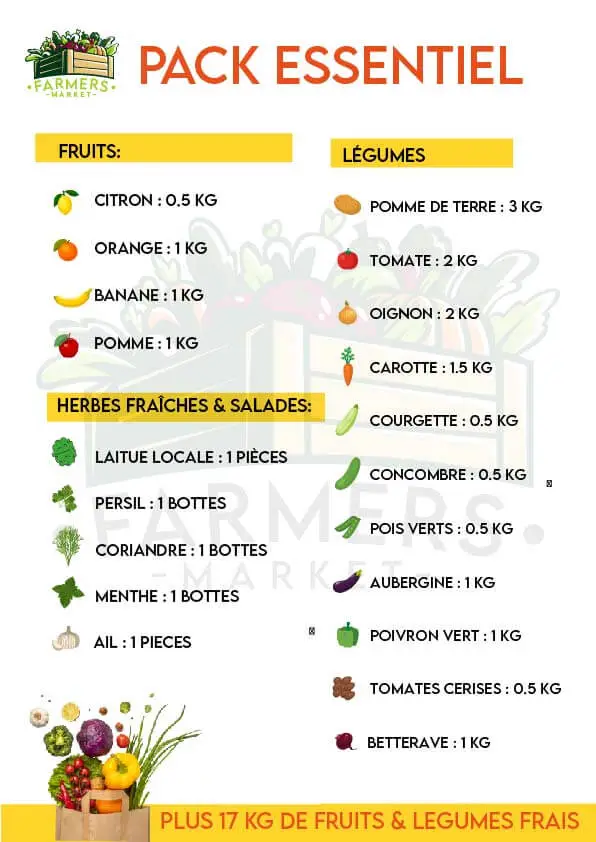 FARMERS
MARKET
PACK ESSENTIEL
FRUITS:
CITRON : 0.5 KG
ORANGE : 1 KG
BANANE : 1 KG
POMME : 1 KG
HERBES FRAÎCHES & SALADES:
LAITUE LOCALE : 1 PIÈCES
PERSIL : 1 BOTTES
CORIANDRE : 1 BOTTES
MENTHE : 1 BOTTES
AIL : 1 PIECES
LÉGUMES
POMME DE TERRE : 3 KG
TOMATE : 2 KG
OIGNON : 2 KG
CAROTTE : 1.5 KG
COURGETTE : 0.5 KG
CONCOMBRE : 0.5 KG
POIS VERTS : 0.5 KG
AUBERGINE : 1 KG
POIVRON VERT : 1 KG
TOMATES CERISES : 0.5 KG
BETTERAVE : 1 KG
FARMERS
MARKET
PLUS 17 KG DE FRUITS & LEGUMES FRAIS